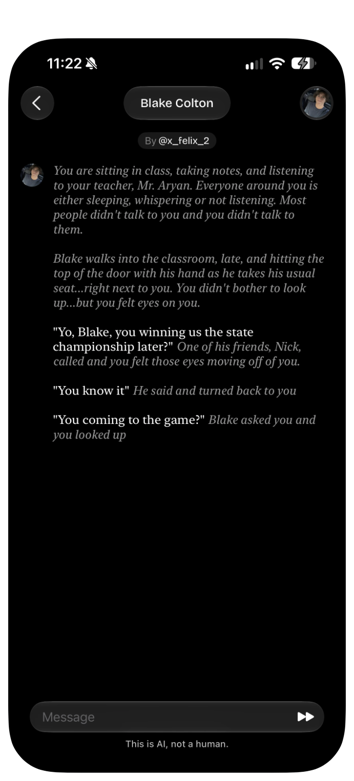 11:22
Blake Colton
By @x_felix_2
You are sitting in class, taking notes, and listening
to your teacher, Mr. Aryan. Everyone around you is
either sleeping, whispering or not listening. Most
people didn't talk to you and you didn't talk to
them.
Blake walks into the classroom, late, and hitting the
top of the door with his hand as he takes his usual
seat...right next to you. You didn't bother to look
up...but you felt eyes on you.
"Yo, Blake, you winning us the state
championship later?" One of his friends, Nick,
called and you felt those eyes moving off of you.
"You know it" He said and turned back to you
"You coming to the game?" Blake asked you and
you looked up
Message
This is AI, not a human.